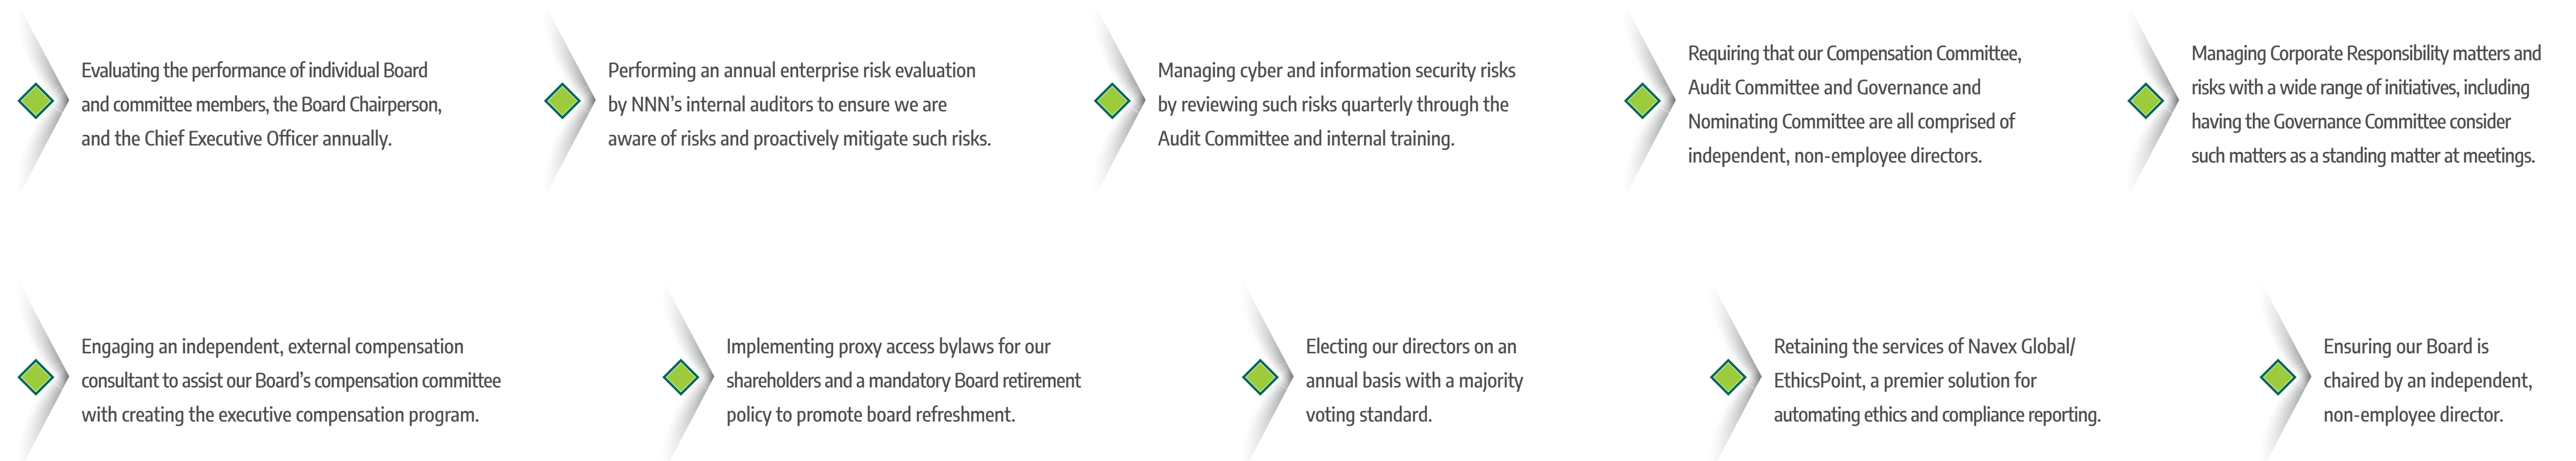 Evaluating the performance of individual Board
and committee members, the Board Chairperson,
and the Chief Executive Officer annually.
Performing an annual enterprise risk evaluation
by NNN’s internal auditors to ensure we are
aware of risks and proactively mitigate such risks.
Managing cyber and information security risks
by reviewing such risks quarterly through the
Audit Committee and internal training.
Requiring that our Compensation Committee,
Audit Committee and Governance and
Nominating Committee are all comprised of
independent, non-employee directors.
Managing Corporate Responsibility matters and
risks with a wide range of initiatives, including
having the Governance Committee consider
such matters as a standing matter at meetings.
Engaging an independent, external compensation
consultant to assist our Board’s compensation committee
with creating the executive compensation program.
Implementing proxy access bylaws for our
shareholders and a mandatory Board retirement
policy to promote board refreshment.
Electing our directors on an
annual basis with a majority
voting standard.
Retaining the services of Navex Global/
EthicsPoint, a premier solution for
automating ethics and compliance reporting.
Ensuring our Board is
chaired by an independent,
non-employee director.